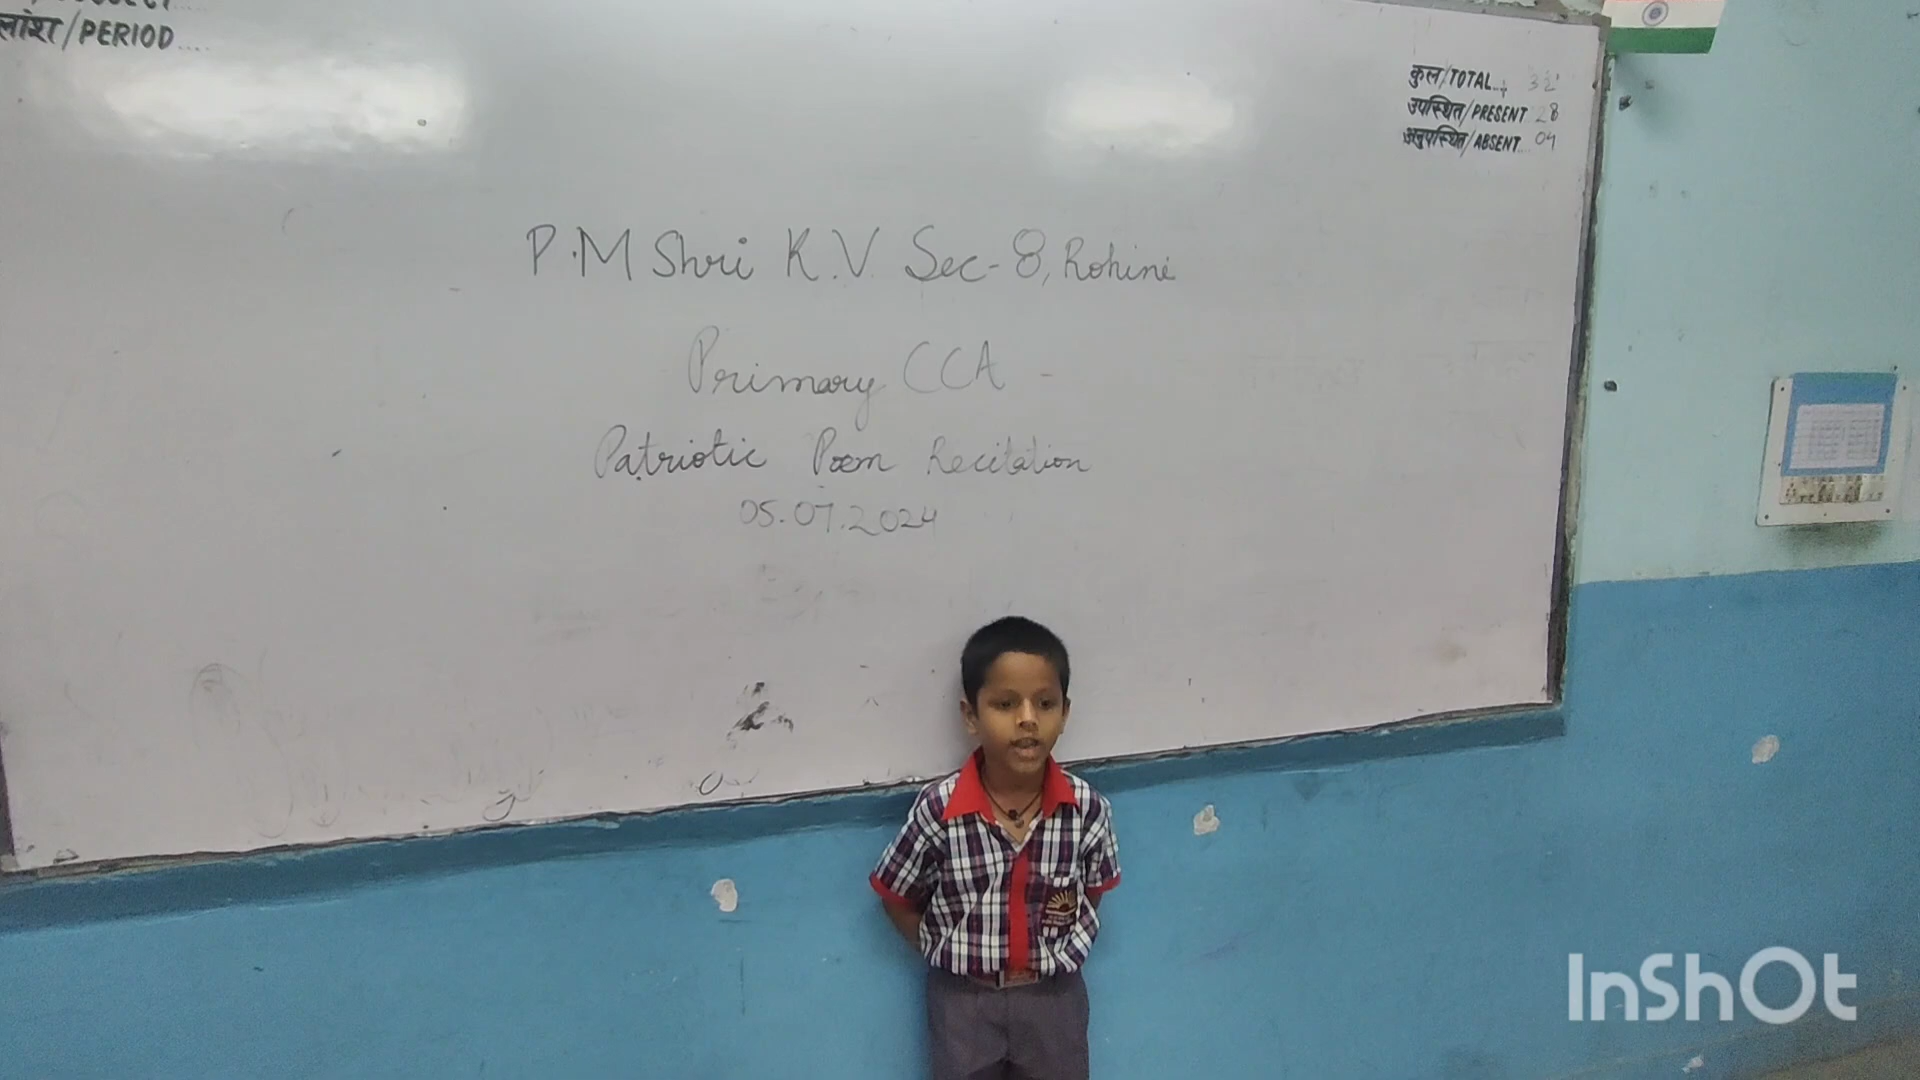 लांश/PERIOD....
कुल/TOTAL... 32
उपस्थित/PRESENT 28
अनुपस्थित/ABSENT... 04
P.M Shri K.V. Sec-8, Rohini
Primary CCA
Patriotic Poem Recitation
05.07.2024
InShOt